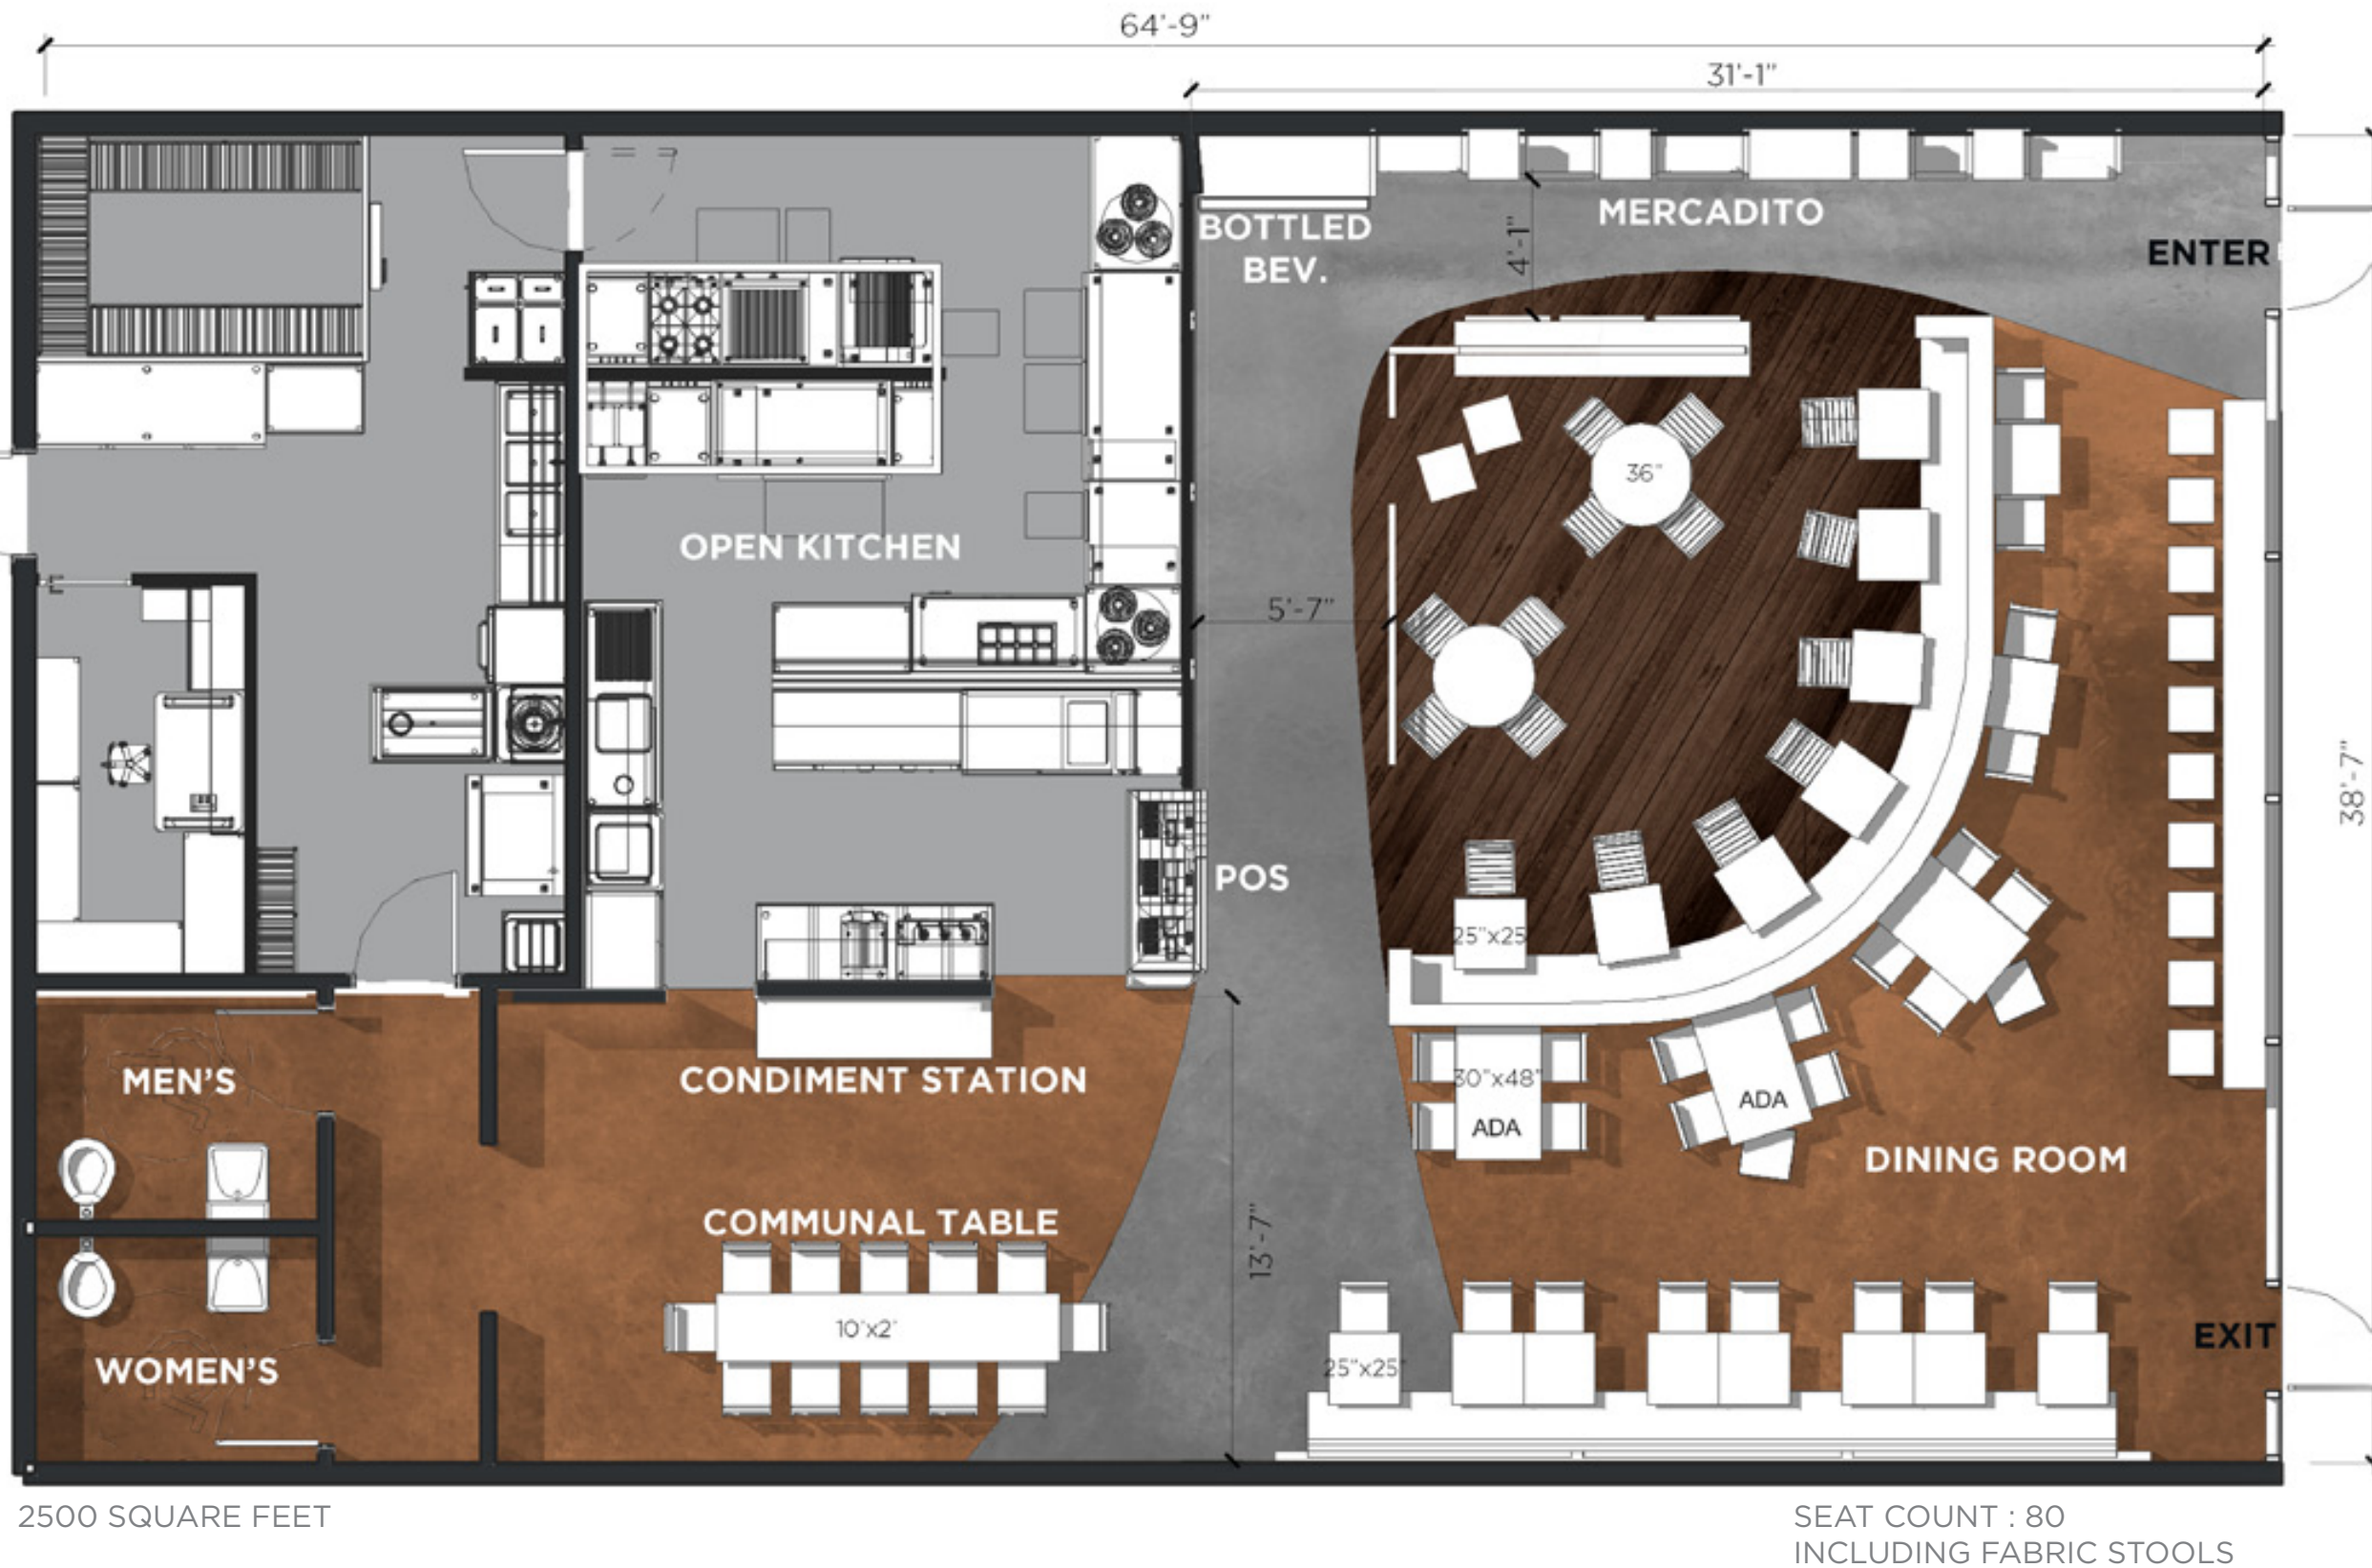 64'-9"
31'-1"
BOTTLED
BEV.
4'-1"
MERCADITO
ENTER
36"
OPEN KITCHEN
5'-7"
38'-7"
POS
25"x25
CONDIMENT STATION
MEN'S
30"x48"
ADA
ADA
DINING ROOM
COMMUNAL TABLE
13'-7"
10'x2'
25"x25"
WOMEN'S
EXIT
2500 SQUARE FEET
SEAT COUNT : 80
INCLUDING FABRIC STOOLS